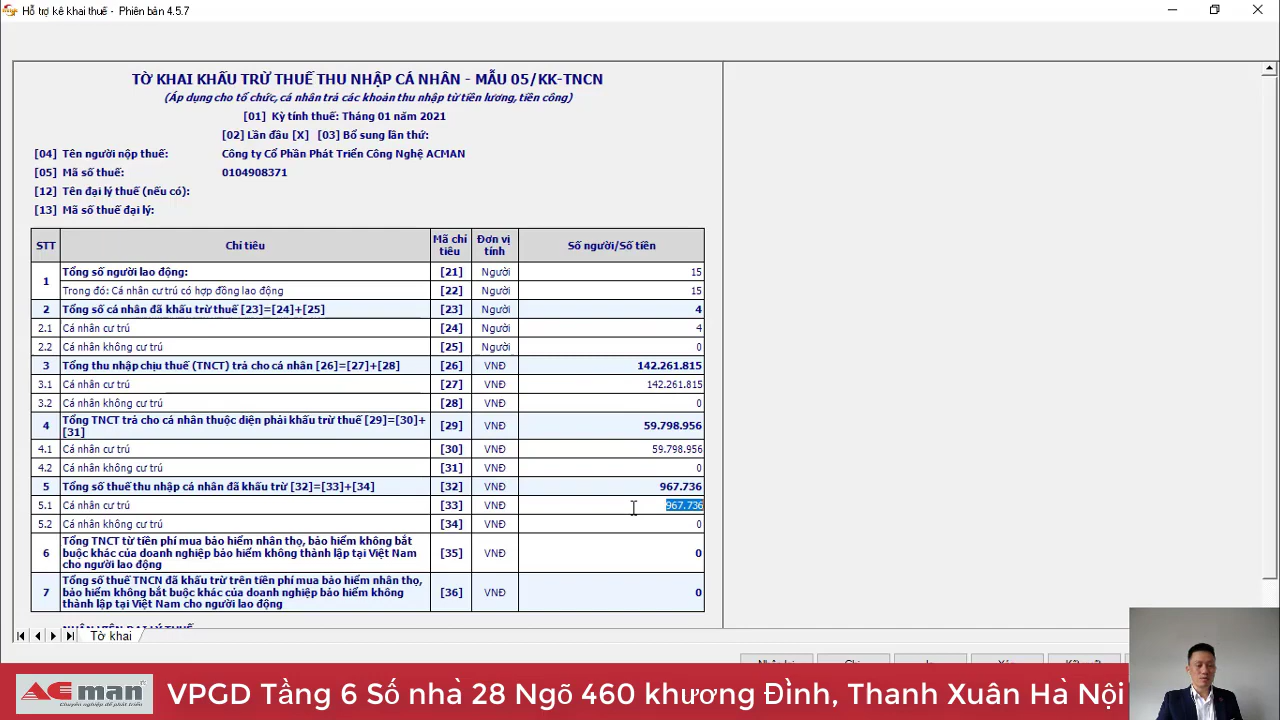 Hỗ trợ kê khai thuế - Phiên bản 4.5.7
TỜ KHAI KHẤU TRỪ THUẾ THU NHẬP CÁ NHÂN - MẪU 05/KK-TNCN
(Áp dụng cho tổ chức, cá nhân trả các khoản thu nhập từ tiền lương, tiền công)
[01] Kỳ tính thuế: Tháng 01 năm 2021
[02] Lần đầu [X] [03] Bổ sung lần thứ:
[04] Tên người nộp thuế: Công ty Cổ Phần Phát Triển Công Nghệ ACMAN
[05] Mã số thuế: 0104908371
[12] Tên đại lý thuế (nếu có):
[13] Mã số thuế đại lý:
STT Chỉ tiêu Mã chỉ tiêu Đơn vị tính Số người/Số tiền
1 Tổng số người lao động: [21] Người 15
Trong đó: Cá nhân cư trú có hợp đồng lao động [22] Người 15
2 Tổng số cá nhân đã khấu trừ thuế [23]=[24]+[25] [23] Người 4
2.1 Cá nhân cư trú [24] Người 4
2.2 Cá nhân không cư trú [25] Người 0
3 Tổng thu nhập chịu thuế (TNCT) trả cho cá nhân [26]=[27]+[28] [26] VNĐ 142.261.815
3.1 Cá nhân cư trú [27] VNĐ 142.261.815
3.2 Cá nhân không cư trú [28] VNĐ 0
4 Tổng TNCT trả cho cá nhân thuộc diện phải khấu trừ thuế [29]=[30]+
[31] [29] VNĐ 59.798.956
4.1 Cá nhân cư trú [30] VNĐ 59.798.956
4.2 Cá nhân không cư trú [31] VNĐ 0
5 Tổng số thuế thu nhập cá nhân đã khấu trừ [32]=[33]+[34] [32] VNĐ 967.736
5.1 Cá nhân cư trú [33] VNĐ 967.736
5.2 Cá nhân không cư trú [34] VNĐ 0
6 Tổng TNCT từ tiền phí mua bảo hiểm nhân thọ, bảo hiểm không bắt
buộc khác của doanh nghiệp bảo hiểm không thành lập tại Việt Nam
cho người lao động [35] VNĐ 0
7 Tổng số thuế TNCN đã khấu trừ trên tiền phí mua bảo hiểm nhân thọ,
bảo hiểm không bắt buộc khác của doanh nghiệp bảo hiểm không
thành lập tại Việt Nam cho người lao động [36] VNĐ 0
Tờ khai
ACman
Chuyên nghiệp để phát triển
VPGD Tầng 6 Số nhà 28 Ngõ 460 khương Đình, Thanh Xuân Hà Nội